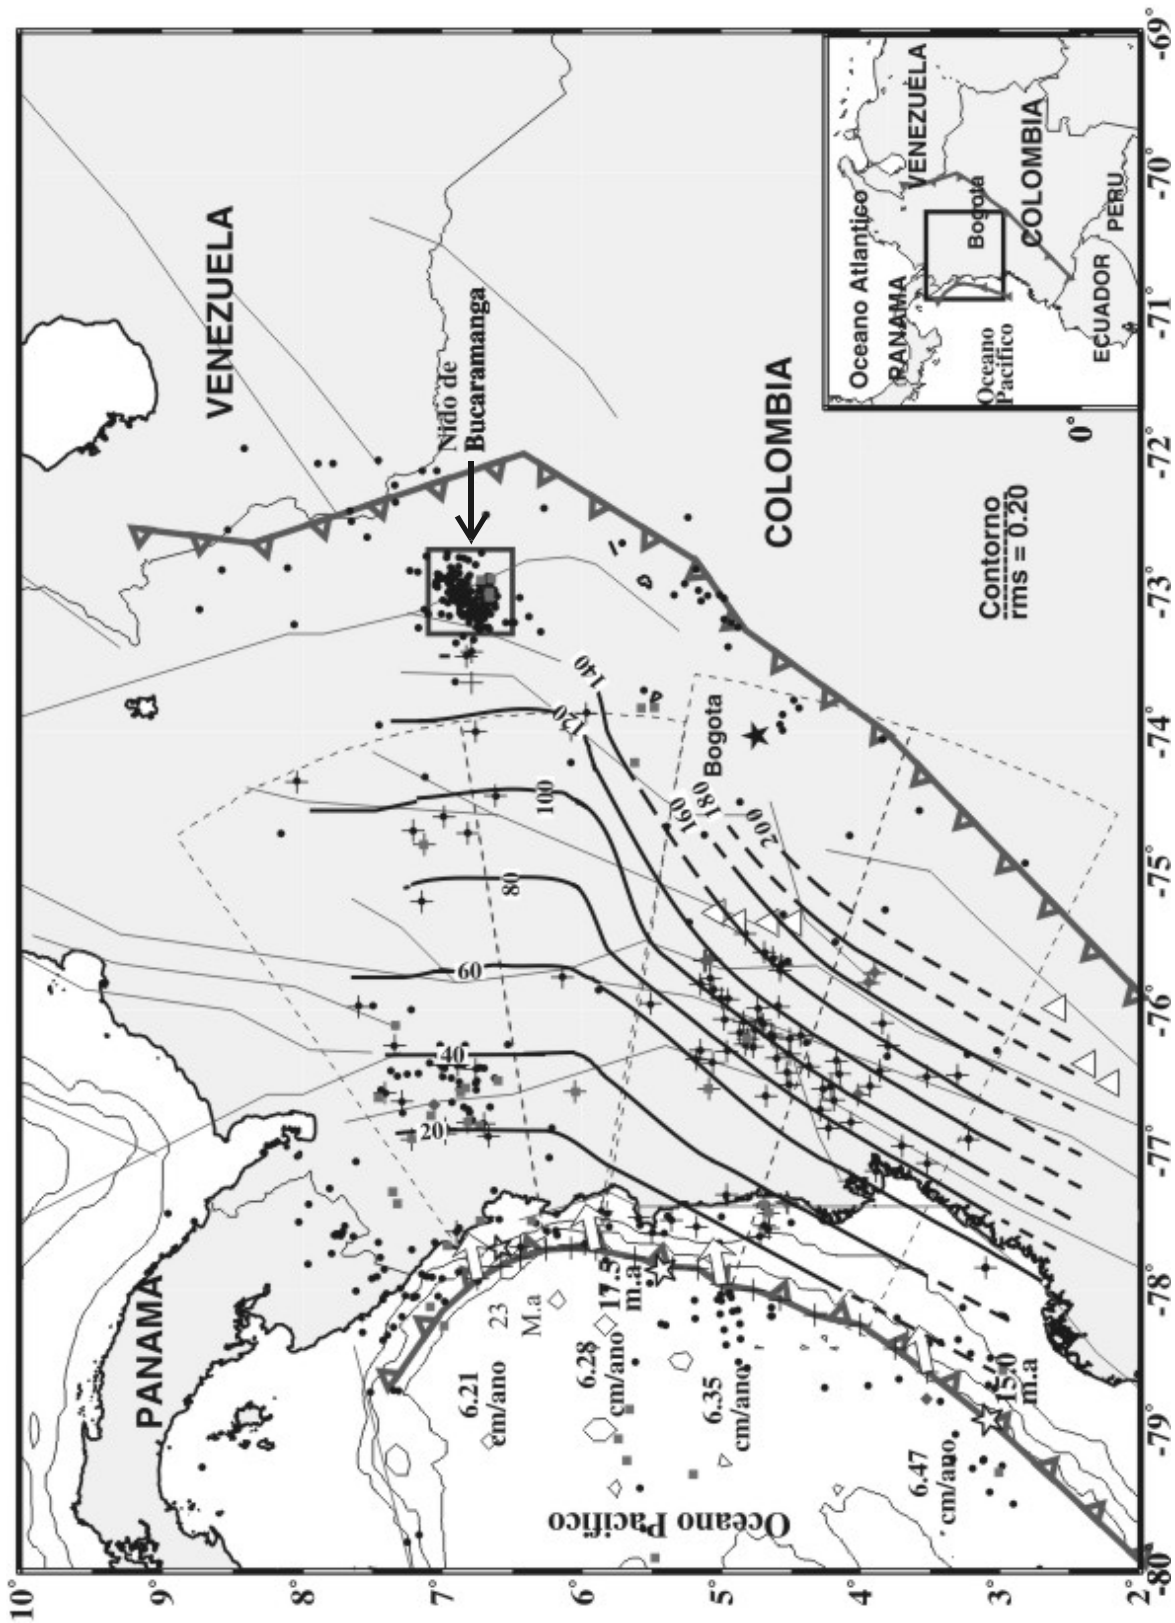 10°
9°
8°
7°
6°
5°
4°
3°
2°
-80°
-79°
-78°
-77°
-76°
-75°
-74°
-73°
-72°
-71°
-70°
-69°
PANAMA
VENEZUELA
COLOMBIA
Nido de
Bucaramanga
Bogota
Oceano Pacifico
20
40
60
80
100
120
140
160
180
200
23
M.a
17.5
m.a
15.0
m.a
6.21
cm/ano
6.28
cm/ano
6.35
cm/ano
6.47
cm/ano
Contorno
rms = 0.20
Oceano Atlantico
PANAMA
VENEZUELA
Bogota
COLOMBIA
Oceano
Pacifico
ECUADOR
PERU
0°